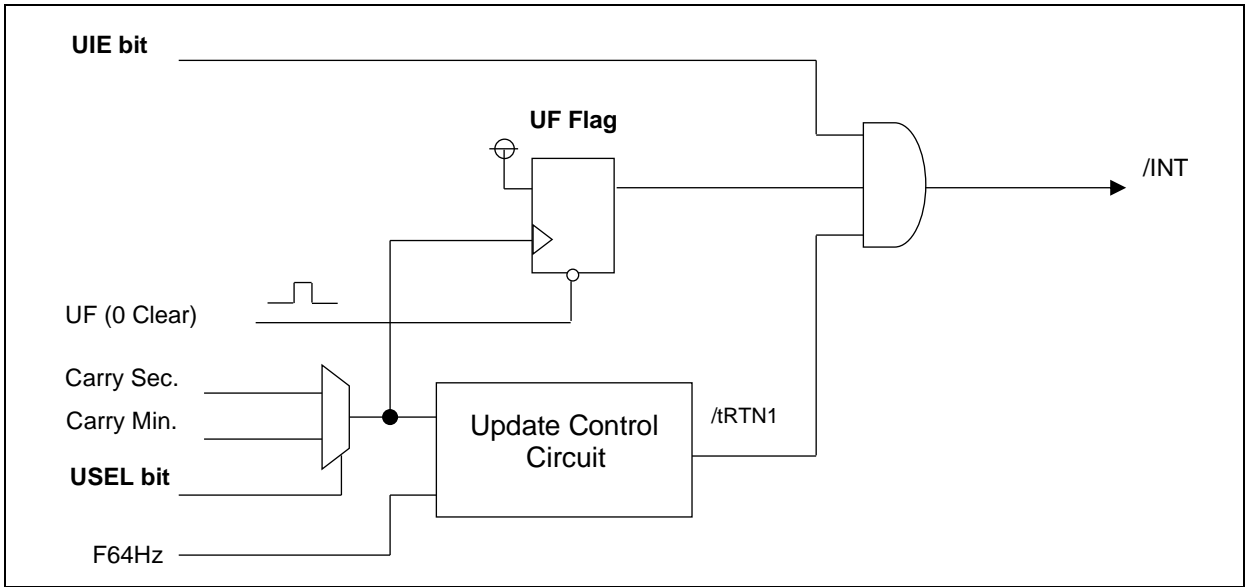 UIE bit
UF Flag
/INT
UF (0 Clear)
Carry Sec.
Carry Min.
/tRTN1
Update Control
Circuit
USEL bit
F64Hz